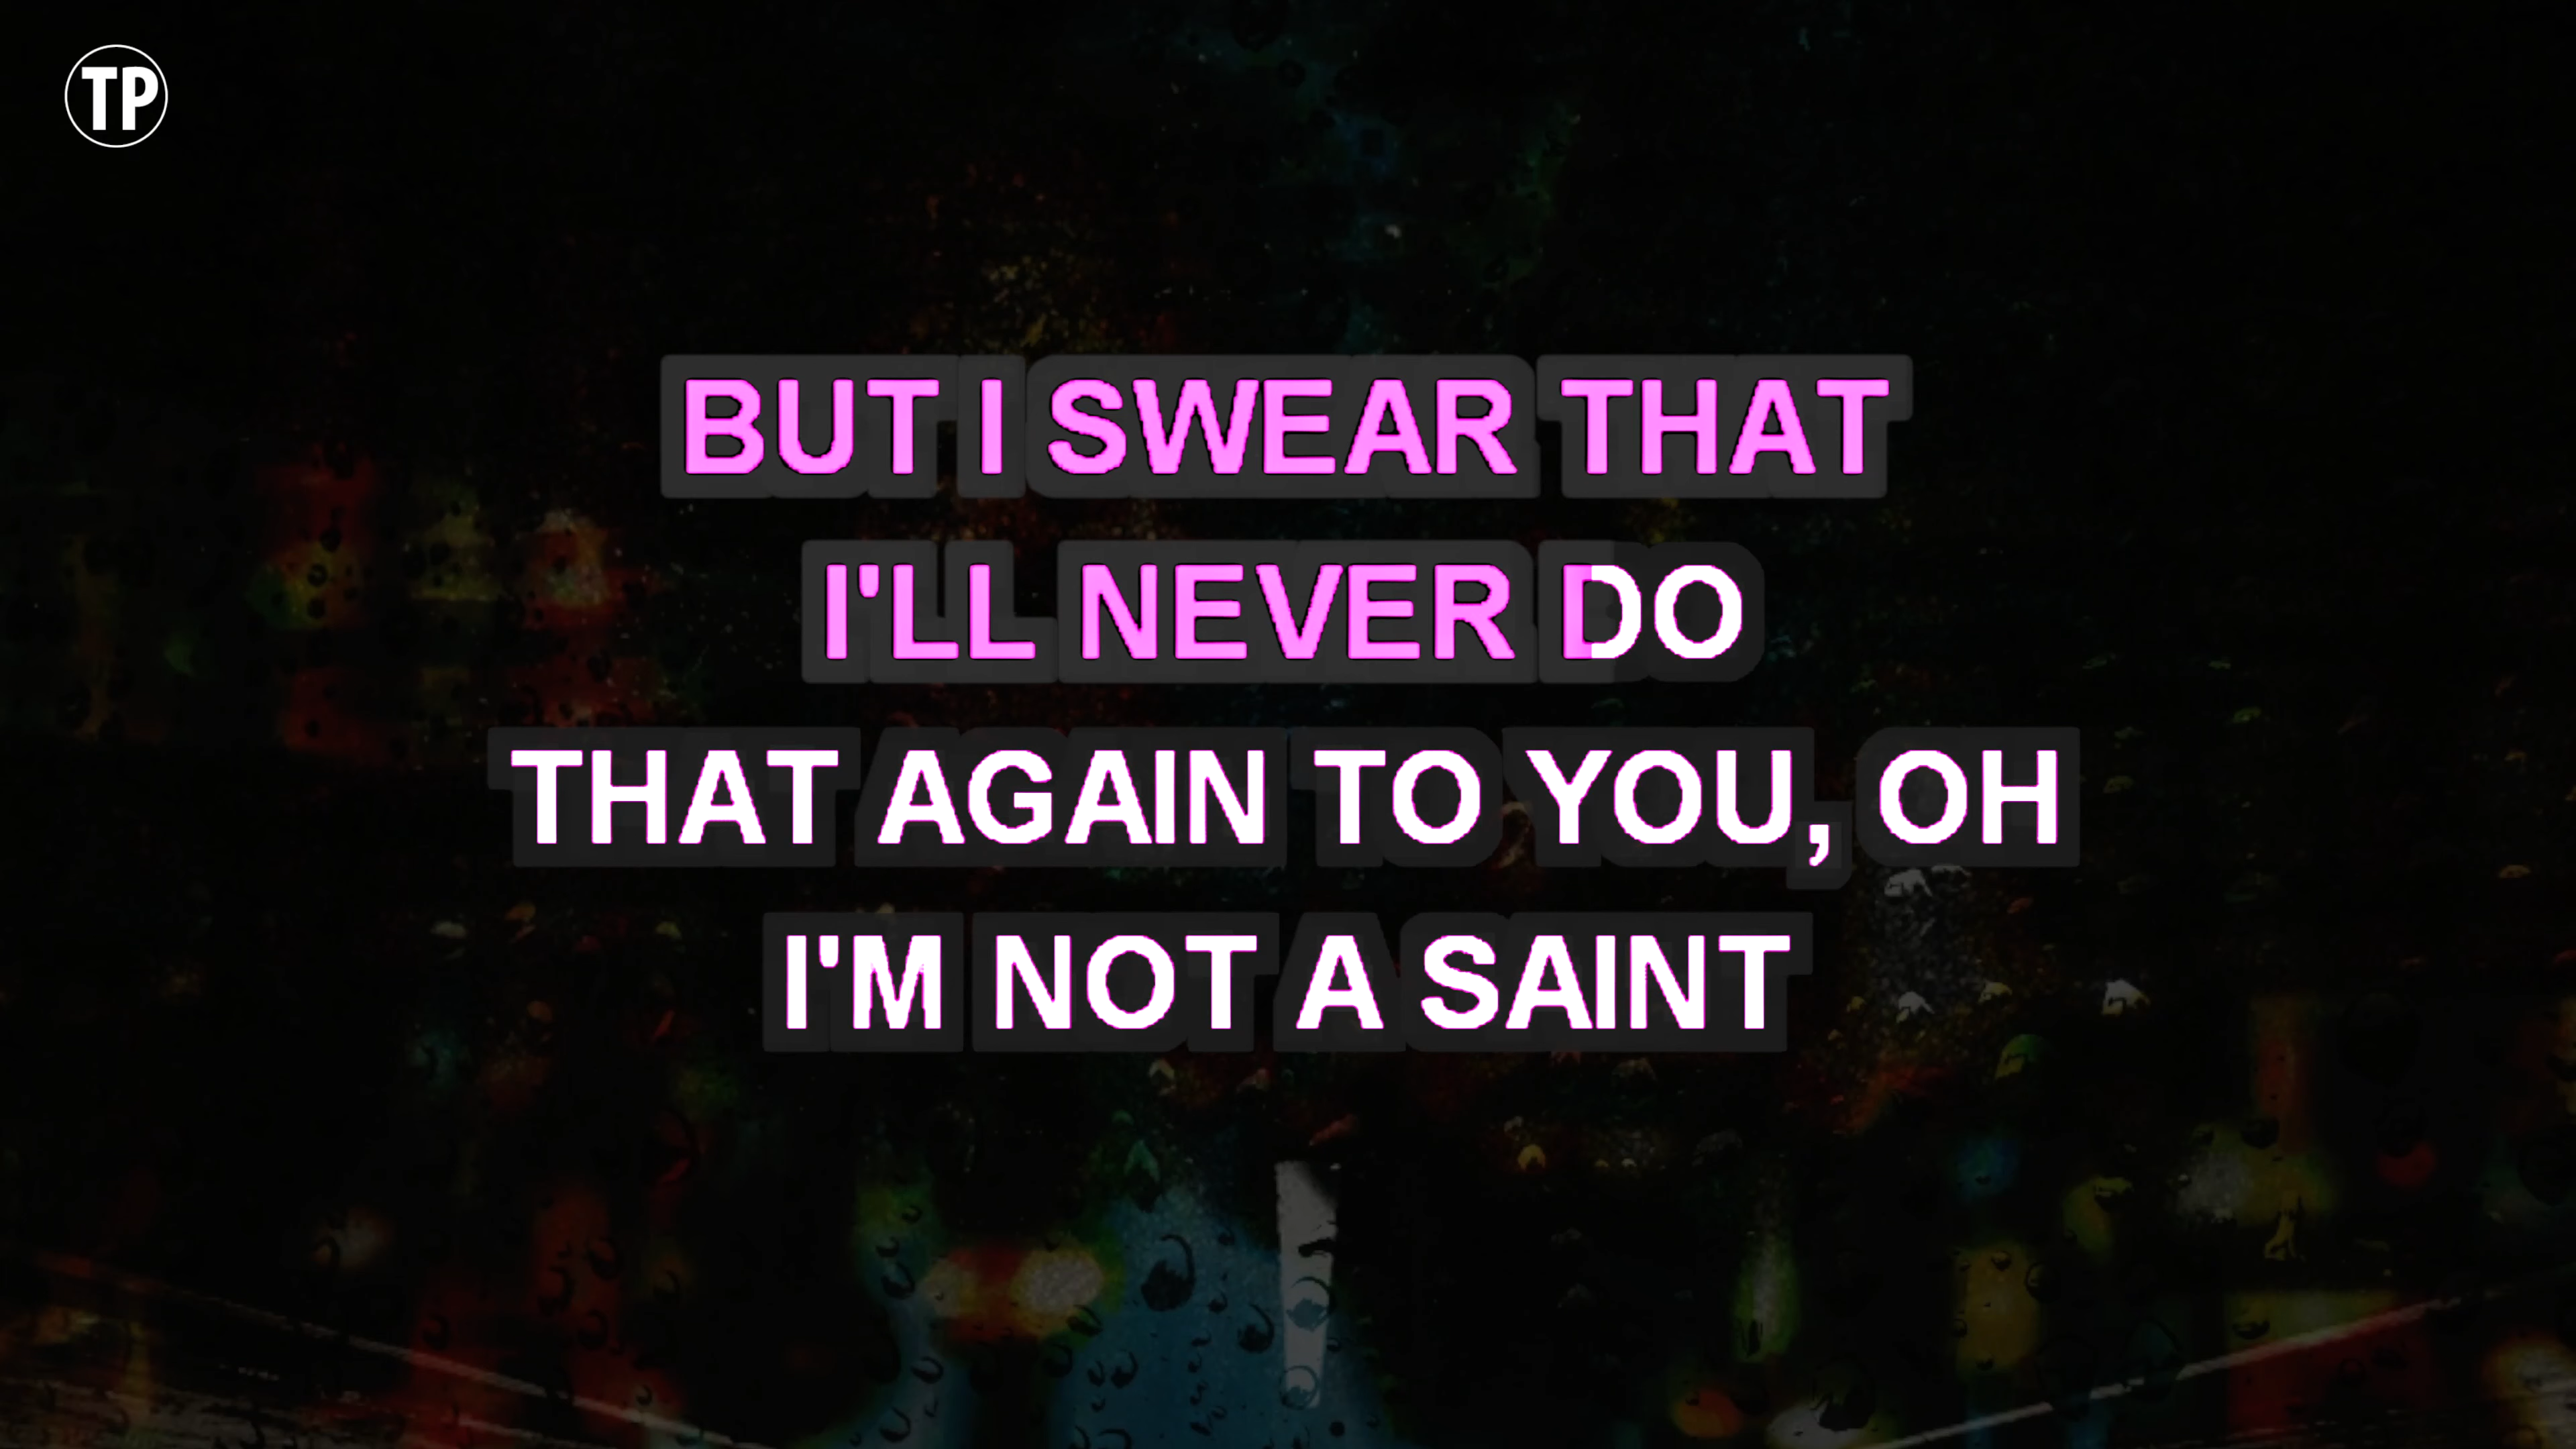 TP
BUT I SWEAR THAT
I'LL NEVER DO
THAT AGAIN TO YOU, OH
I'M NOT A SAINT